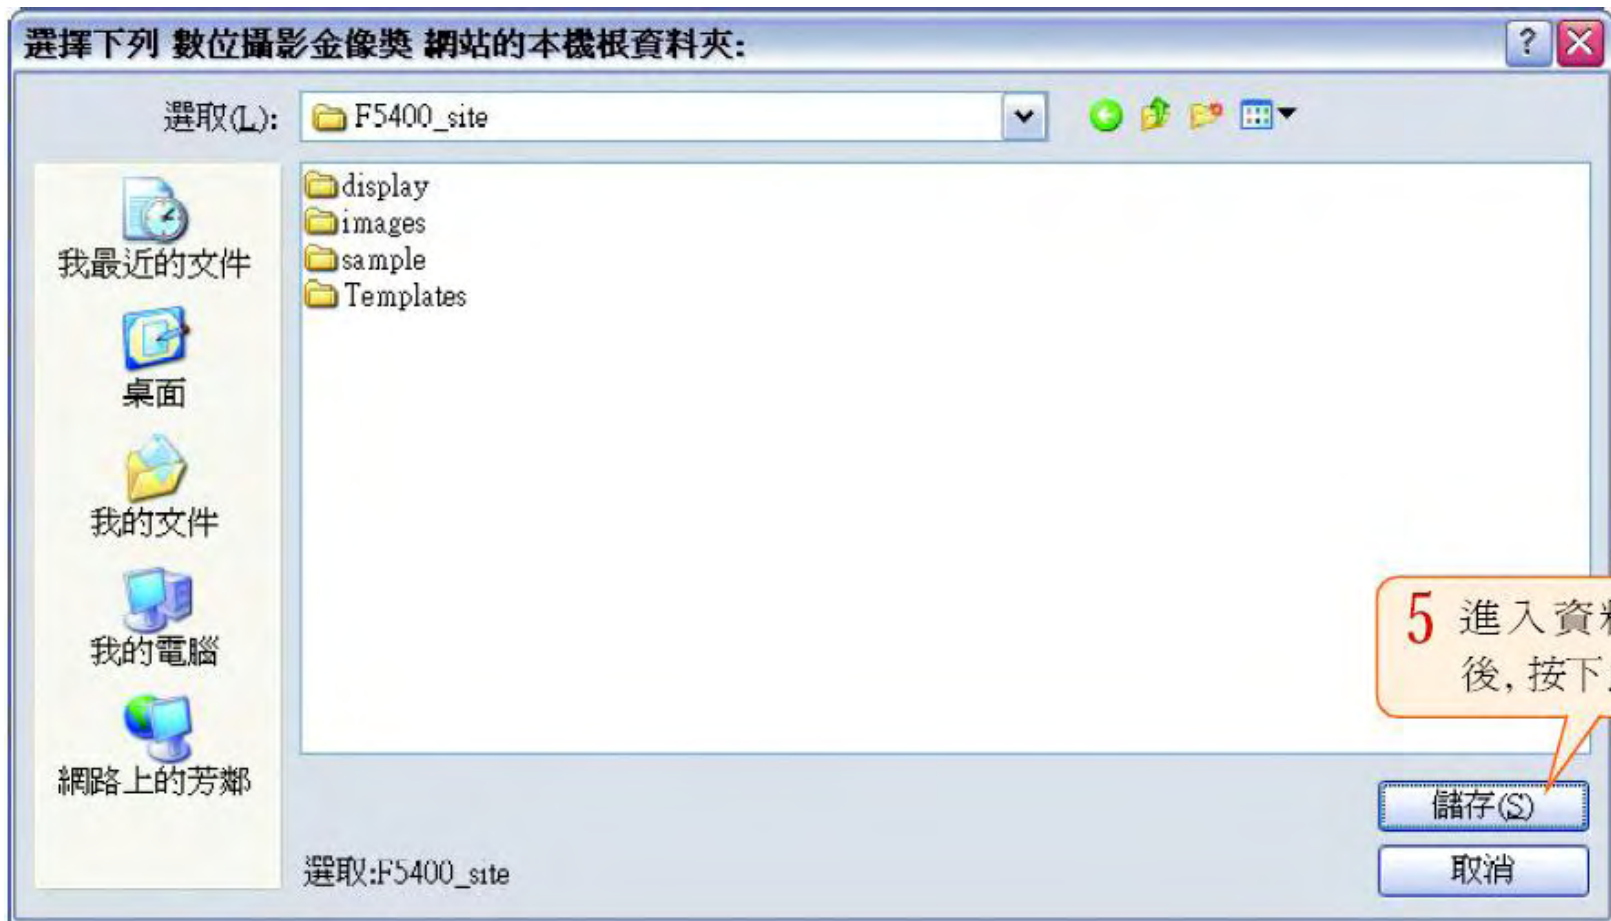 選擇下列 數位攝影金像獎 網站的本機根資料夾:
選取(L):
F5400_site
我最近的文件
桌面
我的文件
我的電腦
網路上的芳鄰
display
images
sample
Templates
5 進入資
後,按下
儲存(S)
取消
選取:F5400_site